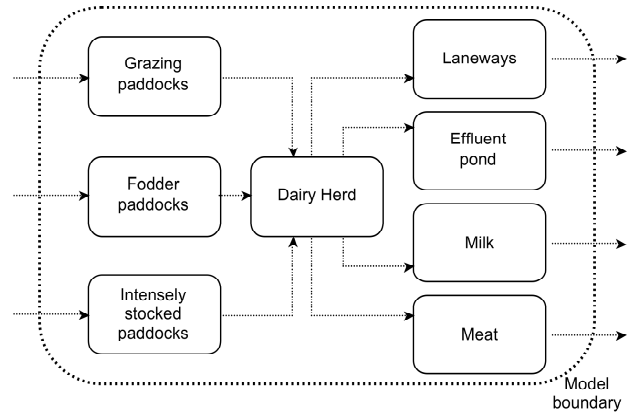 Grazing
paddocks
Fodder
paddocks
Intensely
stocked
paddocks
Dairy Herd
Laneways
Effluent
pond
Milk
Meat
Model
boundary